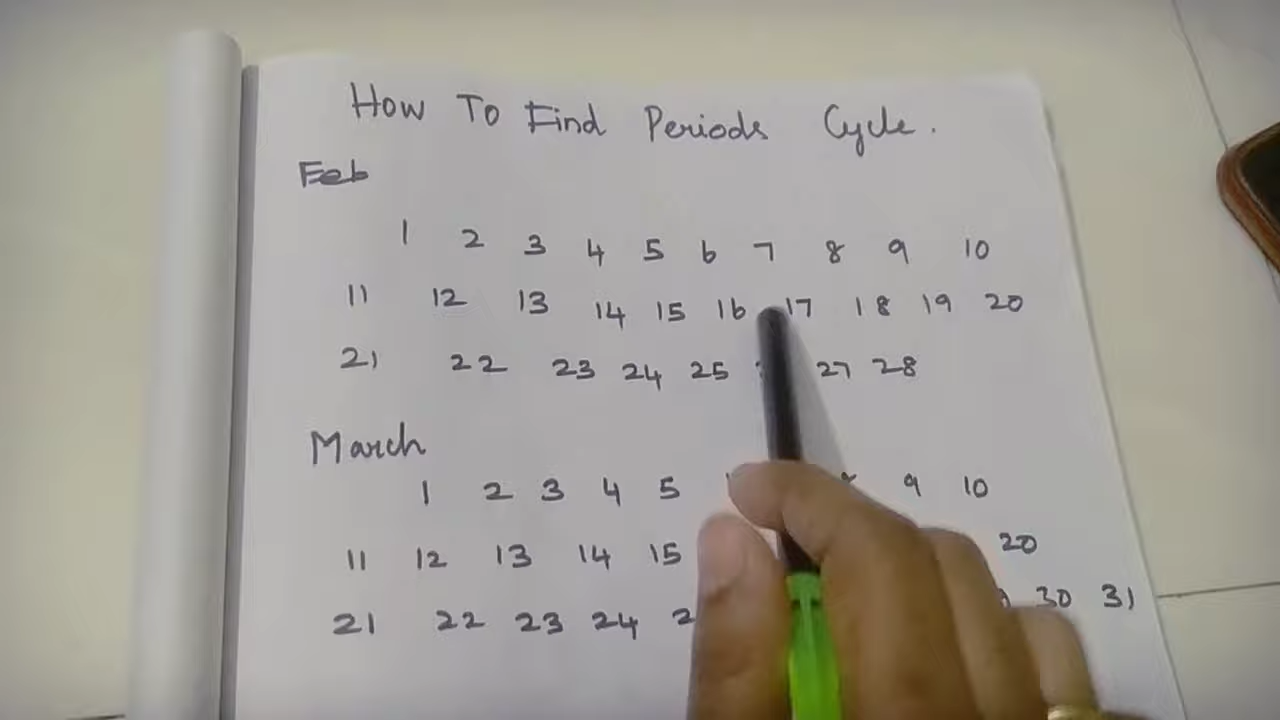 How To Find Periods Cycle.
Feb
1 2 3 4 5 6 7 8 9 10
11 12 13 14 15 16 17 18 19 20
21 22 23 24 25 27 28
March
1 2 3 4 5 9 10
11 12 13 14 15 20
21 22 23 24 30 31